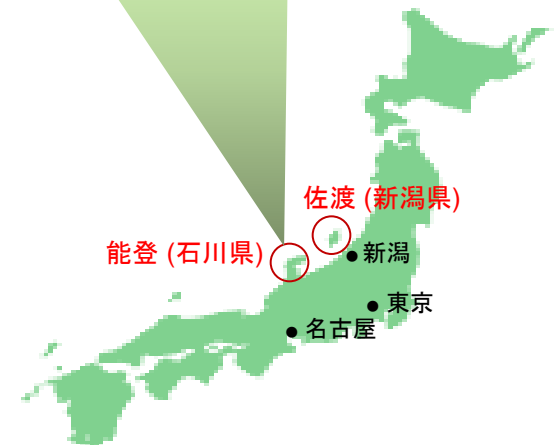 佐渡 (新潟県)
能登 (石川県)
新潟
東京
名古屋